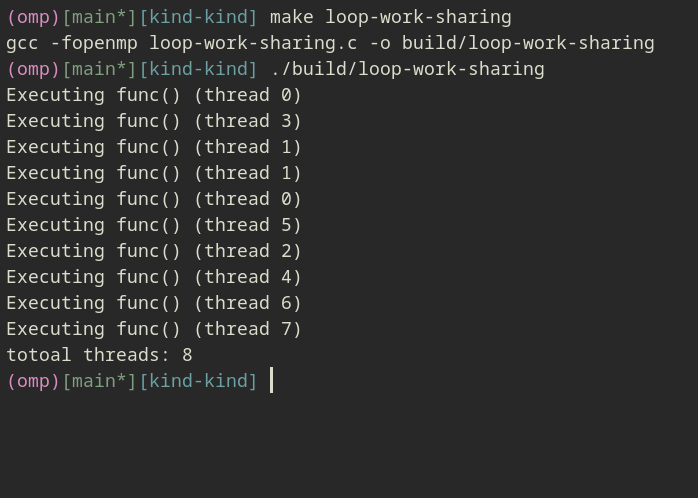 (omp)[main*][kind-kind] make loop-work-sharing
gcc -fopenmp loop-work-sharing.c -o build/loop-work-sharing
(omp)[main*][kind-kind] ./build/loop-work-sharing
Executing func() (thread 0)
Executing func() (thread 3)
Executing func() (thread 1)
Executing func() (thread 1)
Executing func() (thread 0)
Executing func() (thread 5)
Executing func() (thread 2)
Executing func() (thread 4)
Executing func() (thread 6)
Executing func() (thread 7)
totoal threads: 8
(omp)[main*][kind-kind]